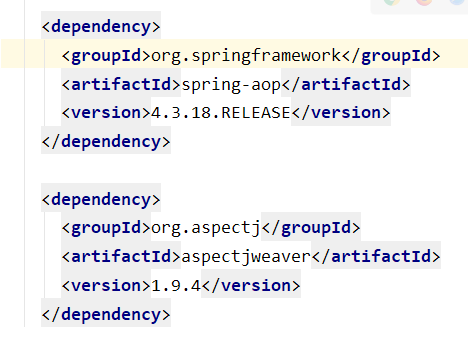 <dependency>
<groupId>org.springframework</groupId>
<artifactId>spring-aop</artifactId>
<version>4.3.18.RELEASE</version>
</dependency>
<dependency>
<groupId>org.aspectj</groupId>
<artifactId>aspectjweaver</artifactId>
<version>1.9.4</version>
</dependency>